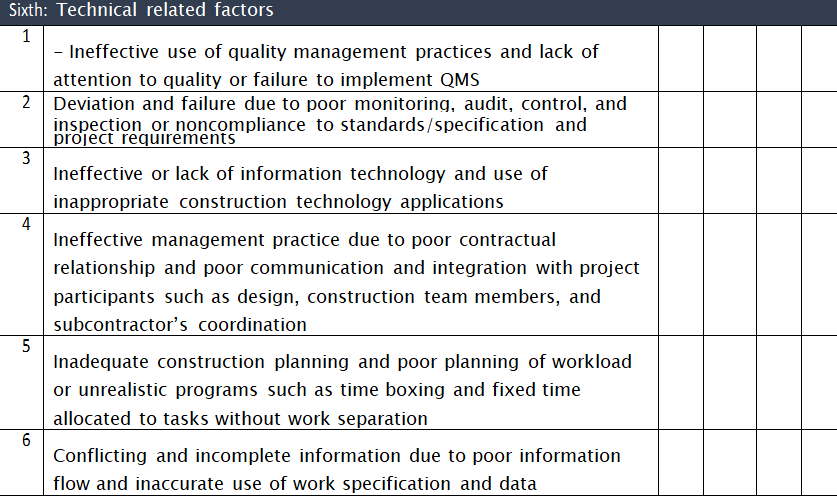 Sixth: Technical related factors
1
– Ineffective use of quality management practices and lack of
attention to quality or failure to implement QMS
2
Deviation and failure due to poor monitoring, audit, control, and
inspection or noncompliance to standards/specification and
project requirements
3
Ineffective or lack of information technology and use of
inappropriate construction technology applications
4
Ineffective management practice due to poor contractual
relationship and poor communication and integration with project
participants such as design, construction team members, and
subcontractor's coordination
5
Inadequate construction planning and poor planning of workload
or unrealistic programs such as time boxing and fixed time
allocated to tasks without work separation
6
Conflicting and incomplete information due to poor information
flow and inaccurate use of work specification and data